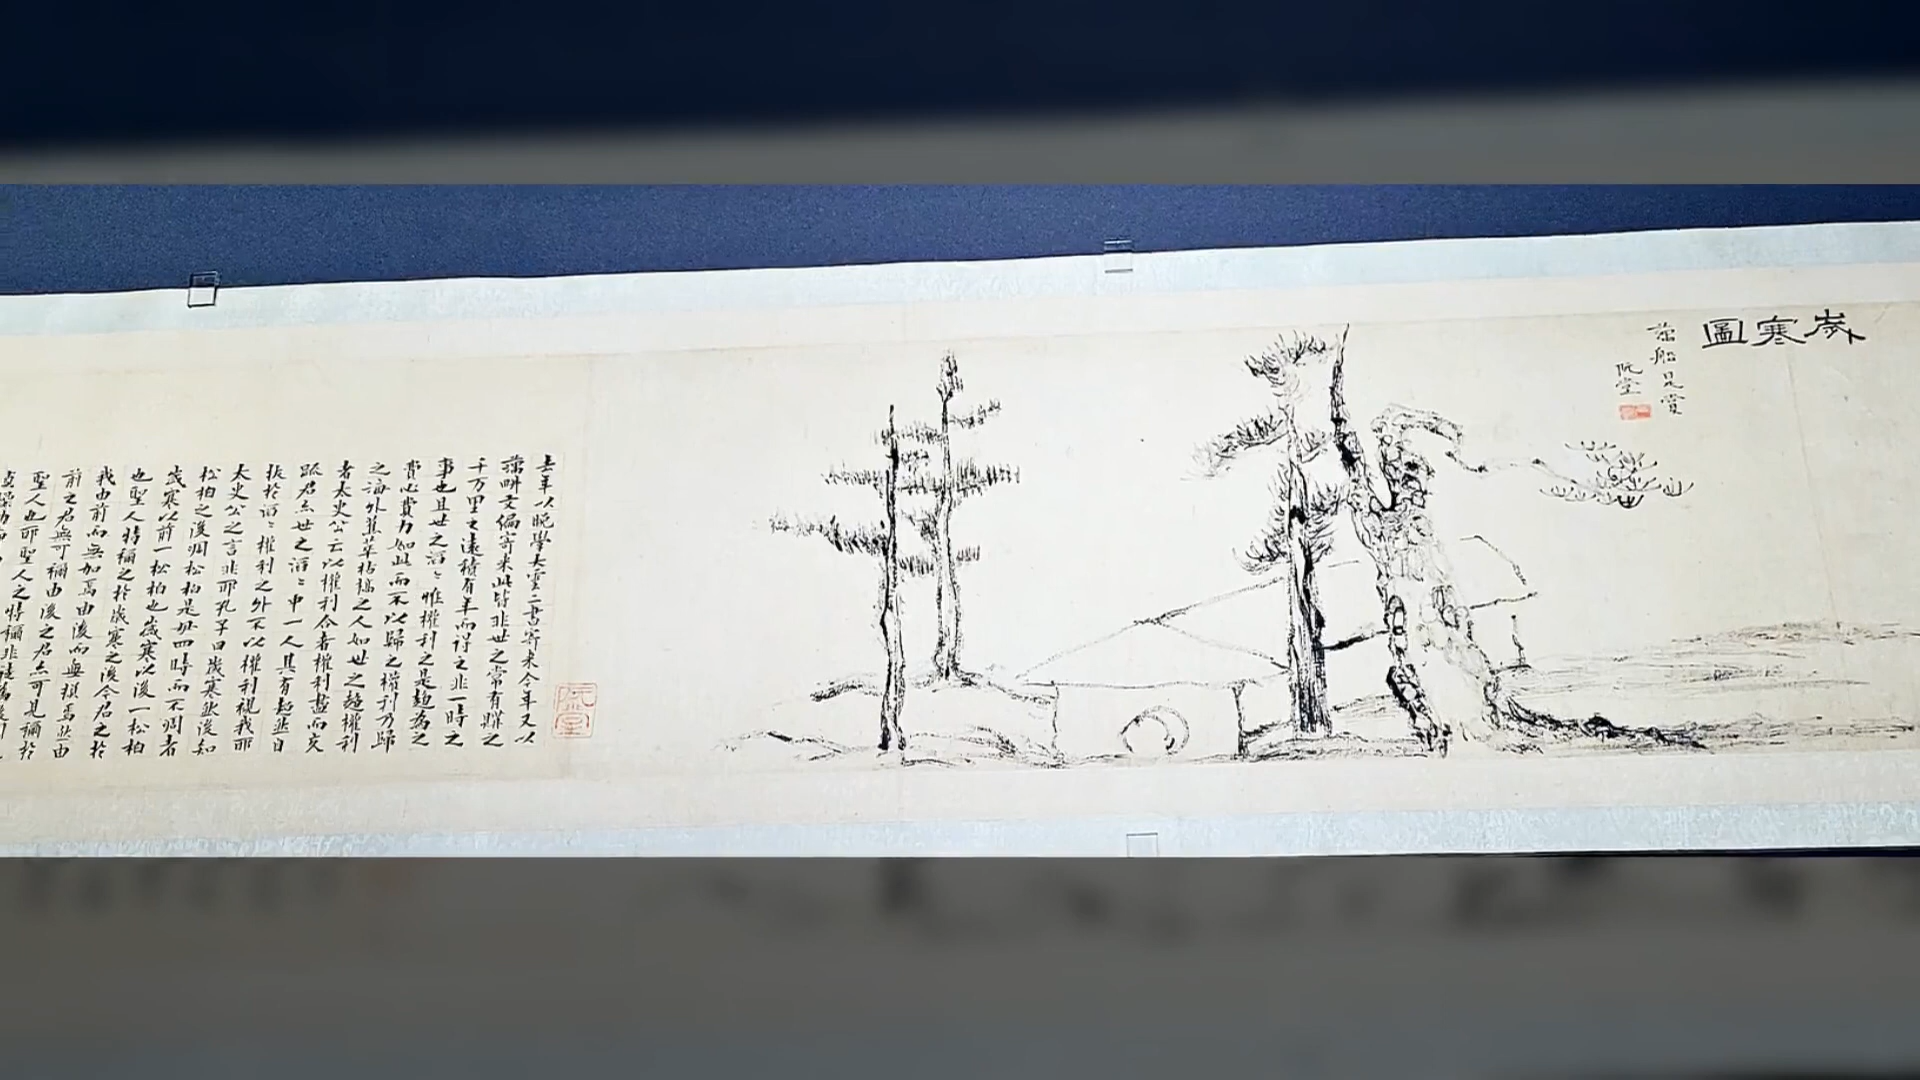 歲寒圖
藕船是賞
阮堂
阮堂
去年以晚學大雲二書寄來今年又以
藕畊文編寄來此皆非世之常有購之
千万里之遠積有年而得之非一時之
事也且世之滔〻惟權利之是趨爲之
費心費力如此而不以歸之權利乃歸
之海外蕉萃枯槁之人如世之趨權利
者太史公云以權利合者權利盡而交
踈君亦世之滔〻中一人其有超然自
拔於滔〻權利之外不以權利視我耶
太史公之言非耶孔子曰歲寒然後知
松柏之後凋松柏是毌四時而不凋者
歲寒以前一松柏也歲寒以後一松柏
也聖人特稱之於歲寒之後今君之於
我由前而無加焉由後而無損焉然由
前之君無可稱由後之君亦可見稱於
聖人也耶聖人之特稱非徒爲後凋
貞操勁